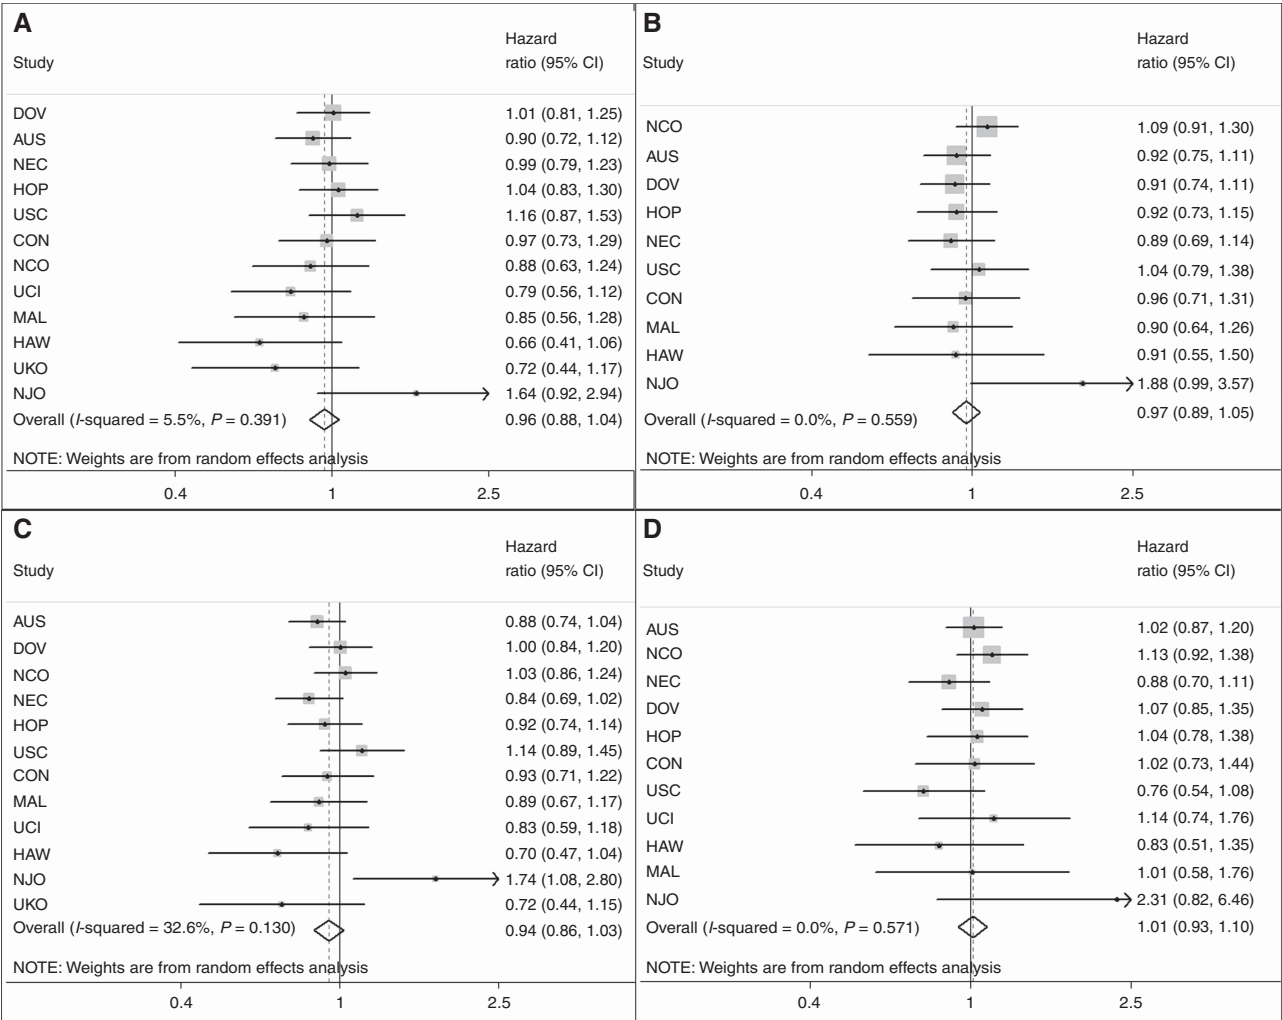 A
Hazard
Study ratio (95% CI)
DOV 1.01 (0.81, 1.25)
AUS 0.90 (0.72, 1.12)
NEC 0.99 (0.79, 1.23)
HOP 1.04 (0.83, 1.30)
USC 1.16 (0.87, 1.53)
CON 0.97 (0.73, 1.29)
NCO 0.88 (0.63, 1.24)
UCI 0.79 (0.56, 1.12)
MAL 0.85 (0.56, 1.28)
HAW 0.66 (0.41, 1.06)
UKO 0.72 (0.44, 1.17)
NJO 1.64 (0.92, 2.94)
Overall (I-squared = 5.5%, P = 0.391) 0.96 (0.88, 1.04)
NOTE: Weights are from random effects analysis
0.4 1 2.5
B
Hazard
Study ratio (95% CI)
NCO 1.09 (0.91, 1.30)
AUS 0.92 (0.75, 1.11)
DOV 0.91 (0.74, 1.11)
HOP 0.92 (0.73, 1.15)
NEC 0.89 (0.69, 1.14)
USC 1.04 (0.79, 1.38)
CON 0.96 (0.71, 1.31)
MAL 0.90 (0.64, 1.26)
HAW 0.91 (0.55, 1.50)
NJO 1.88 (0.99, 3.57)
Overall (I-squared = 0.0%, P = 0.559) 0.97 (0.89, 1.05)
NOTE: Weights are from random effects analysis
0.4 1 2.5
C
Hazard
Study ratio (95% CI)
AUS 0.88 (0.74, 1.04)
DOV 1.00 (0.84, 1.20)
NCO 1.03 (0.86, 1.24)
NEC 0.84 (0.69, 1.02)
HOP 0.92 (0.74, 1.14)
USC 1.14 (0.89, 1.45)
CON 0.93 (0.71, 1.22)
MAL 0.89 (0.67, 1.17)
UCI 0.83 (0.59, 1.18)
HAW 0.70 (0.47, 1.04)
NJO 1.74 (1.08, 2.80)
UKO 0.72 (0.44, 1.15)
Overall (I-squared = 32.6%, P = 0.130) 0.94 (0.86, 1.03)
NOTE: Weights are from random effects analysis
0.4 1 2.5
D
Hazard
Study ratio (95% CI)
AUS 1.02 (0.87, 1.20)
NCO 1.13 (0.92, 1.38)
NEC 0.88 (0.70, 1.11)
DOV 1.07 (0.85, 1.35)
HOP 1.04 (0.78, 1.38)
CON 1.02 (0.73, 1.44)
USC 0.76 (0.54, 1.08)
UCI 1.14 (0.74, 1.76)
HAW 0.83 (0.51, 1.35)
MAL 1.01 (0.58, 1.76)
NJO 2.31 (0.82, 6.46)
Overall (I-squared = 0.0%, P = 0.571) 1.01 (0.93, 1.10)
NOTE: Weights are from random effects analysis
0.4 1 2.5